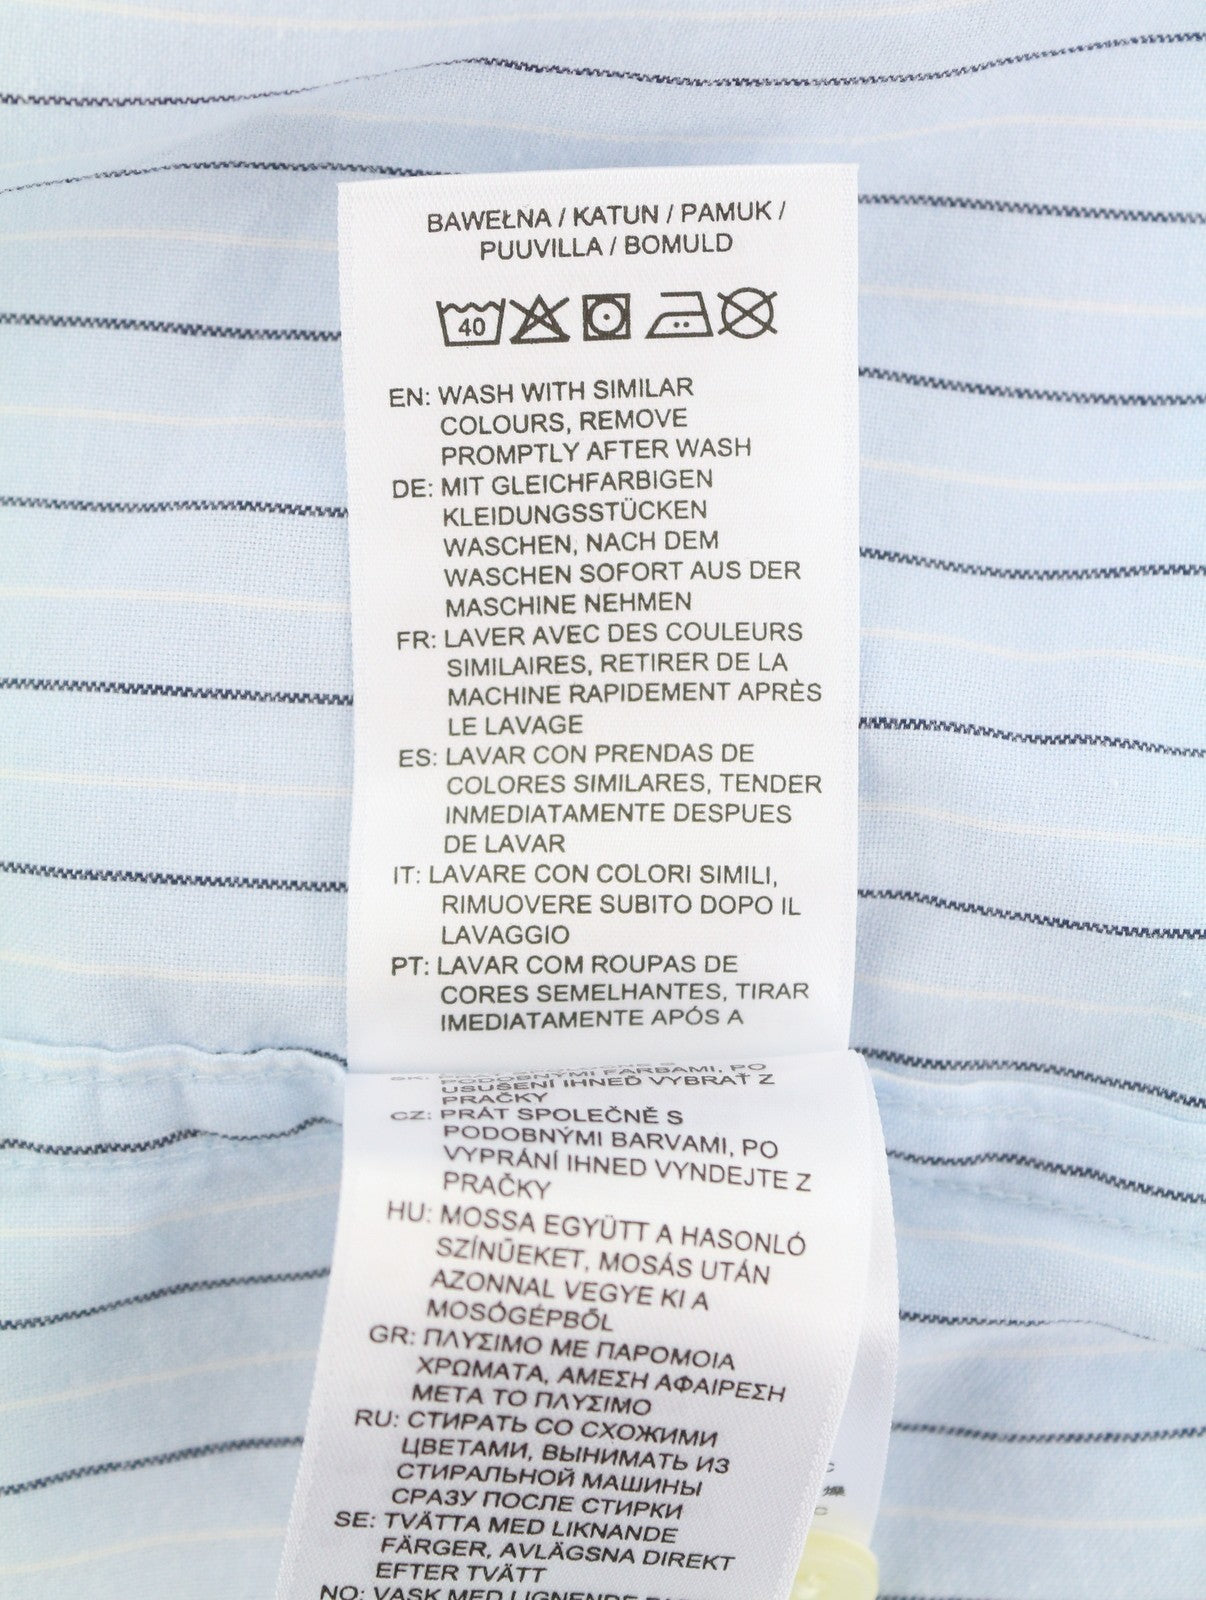 BAWEŁNA / KATUN / PAMUK /
PUUVILLA / BOMULD
40
EN: WASH WITH SIMILAR
COLOURS, REMOVE
PROMPTLY AFTER WASH
DE: MIT GLEICHFARBIGEN
KLEIDUNGSSTÜCKEN
WASCHEN, NACH DEM
WASCHEN SOFORT AUS DER
MASCHINE NEHMEN
FR: LAVER AVEC DES COULEURS
SIMILAIRES, RETIRER DE LA
MACHINE RAPIDEMENT APRÈS
LE LAVAGE
ES: LAVAR CON PRENDAS DE
COLORES SIMILARES, TENDER
INMEDIATAMENTE DESPUES
DE LAVAR
IT: LAVARE CON COLORI SIMILI,
RIMUOVERE SUBITO DOPO IL
LAVAGGIO
PT: LAVAR COM ROUPAS DE
CORES SEMELHANTES, TIRAR
IMEDIATAMENTE APÓS A
PODOBNÝMI FARBAMI, PO
USUŠENÍ IHNEĎ VYBRAŤ Z
PRAČKY
CZ: PRÁT SPOLEČNĚ S
PODOBNÝMI BARVAMI, PO
VYPRÁNÍ IHNED VYNDEJTE Z
PRAČKY
HU: MOSSA EGYÜTT A HASONLÓ
SZÍNŰEKET, MOSÁS UTÁN
AZONNAL VEGYE KI A
MOSÓGÉPBŐL
GR: ΠΛΥΣΙΜΟ ΜΕ ΠΑΡΟΜΟΙΑ
ΧΡΩΜΑΤΑ, ΑΜΕΣΗ ΑΦΑΙΡΕΣΗ
ΜΕΤΑ ΤΟ ΠΛΥΣΙΜΟ
RU: СТИРАТЬ СО СХОЖИМИ
ЦВЕТАМИ, ВЫНИМАТЬ ИЗ
СТИРАЛЬНОЙ МАШИНЫ
СРАЗУ ПОСЛЕ СТИРКИ
SE: TVÄTTA MED LIKNANDE
FÄRGER, AVLÄGSNA DIREKT
EFTER TVÄTT
NO: VASK MED LIGNENDE